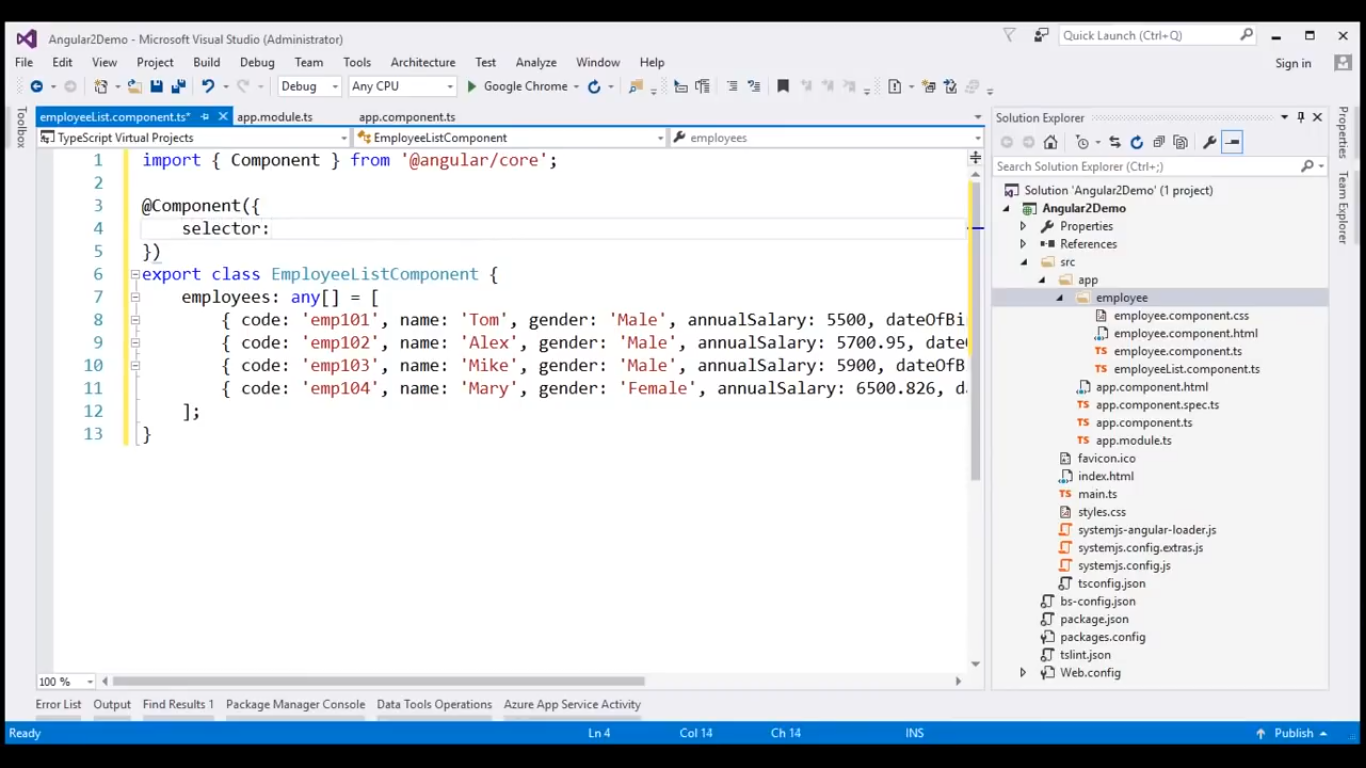 Angular2Demo - Microsoft Visual Studio (Administrator)
Quick Launch (Ctrl+Q)
File Edit View Project Build Debug Team Tools Architecture Test Analyze Window Help
Sign in
Debug Any CPU Google Chrome
Toolbox
employeeList.component.ts* app.module.ts app.component.ts
TypeScript Virtual Projects EmployeeListComponent employees
1 import { Component } from '@angular/core';
2
3 @Component({
4 selector:
5 })
6 export class EmployeeListComponent {
7 employees: any[] = [
8 { code: 'emp101', name: 'Tom', gender: 'Male', annualSalary: 5500, dateOfBi
9 { code: 'emp102', name: 'Alex', gender: 'Male', annualSalary: 5700.95, date
10 { code: 'emp103', name: 'Mike', gender: 'Male', annualSalary: 5900, dateOfB
11 { code: 'emp104', name: 'Mary', gender: 'Female', annualSalary: 6500.826, d
12 ];
13 }
100 %
Solution Explorer
Search Solution Explorer (Ctrl+;)
Solution 'Angular2Demo' (1 project)
Angular2Demo
Properties
References
src
app
employee
employee.component.css
employee.component.html
employee.component.ts
employeeList.component.ts
app.component.html
app.component.spec.ts
app.component.ts
app.module.ts
favicon.ico
index.html
main.ts
styles.css
systemjs-angular-loader.js
systemjs.config.extras.js
systemjs.config.js
tsconfig.json
bs-config.json
package.json
packages.config
tslint.json
Web.config
Properties
Team Explorer
Error List Output Find Results 1 Package Manager Console Data Tools Operations Azure App Service Activity
Ready Ln 4 Col 14 Ch 14 INS Publish